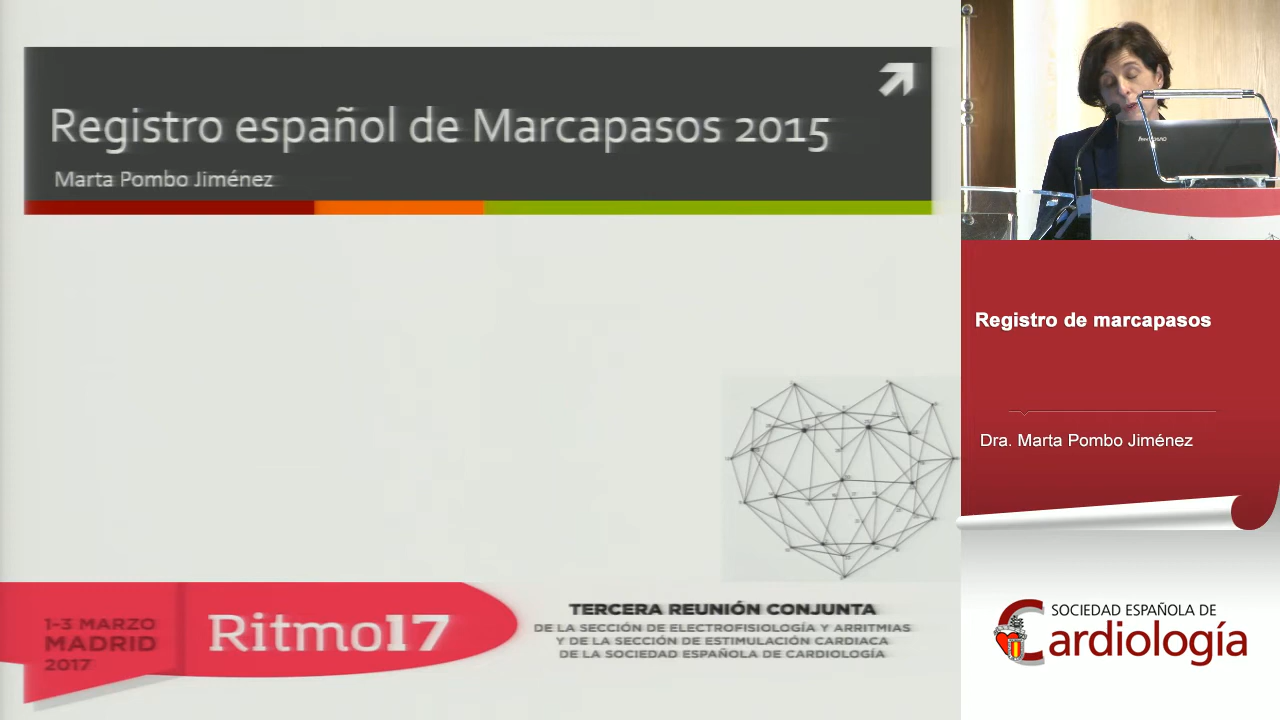 Registro español de Marcapasos 2015
Marta Pombo Jiménez
1-3 MARZO
MADRID
2017
Ritmo17
TERCERA REUNIÓN CONJUNTA
DE LA SECCIÓN DE ELECTROFISIOLOGÍA Y ARRITMIAS
Y DE LA SECCIÓN DE ESTIMULACIÓN CARDIACA
DE LA SOCIEDAD ESPAÑOLA DE CARDIOLOGÍA
Registro de marcapasos
Dra. Marta Pombo Jiménez
SOCIEDAD ESPAÑOLA DE
Cardiología